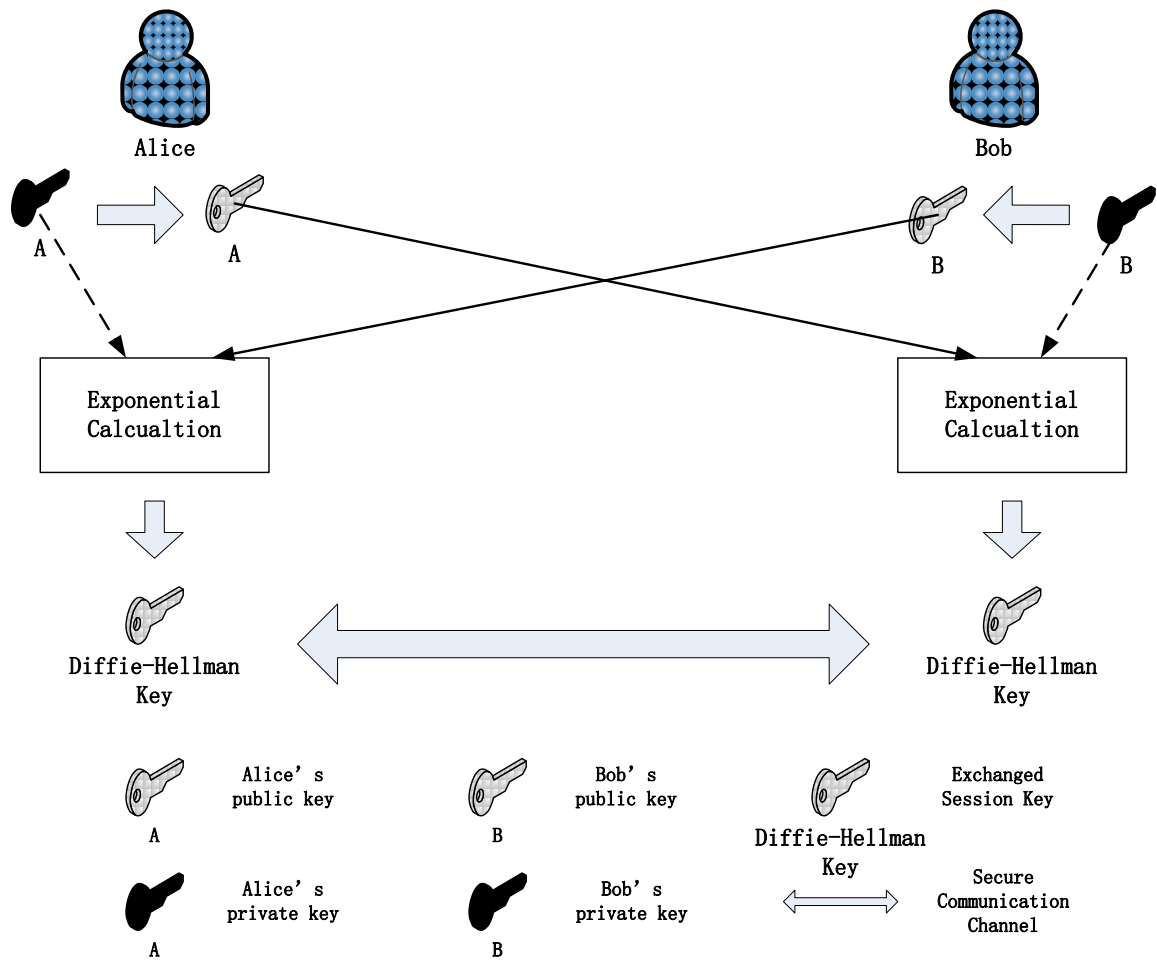 Alice
Bob
A
A
B
B
Exponential
Calcualtion
Exponential
Calcualtion
Diffie-Hellman
Key
Diffie-Hellman
Key
Alice's
public key
A
Bob's
public key
B
Diffie-Hellman
Key
Exchanged
Session Key
Alice's
private key
A
Bob's
private key
B
Secure
Communication
Channel